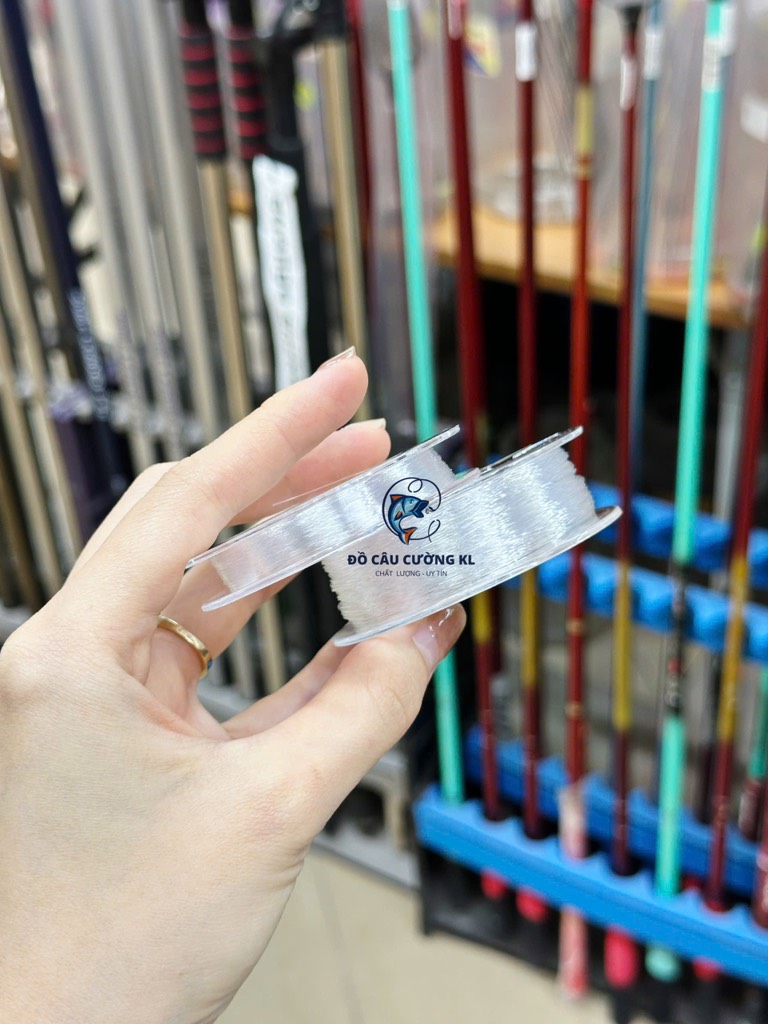 ĐỒ CÂU CƯỜNG KL
CHẤT LƯỢNG - UY TÍN